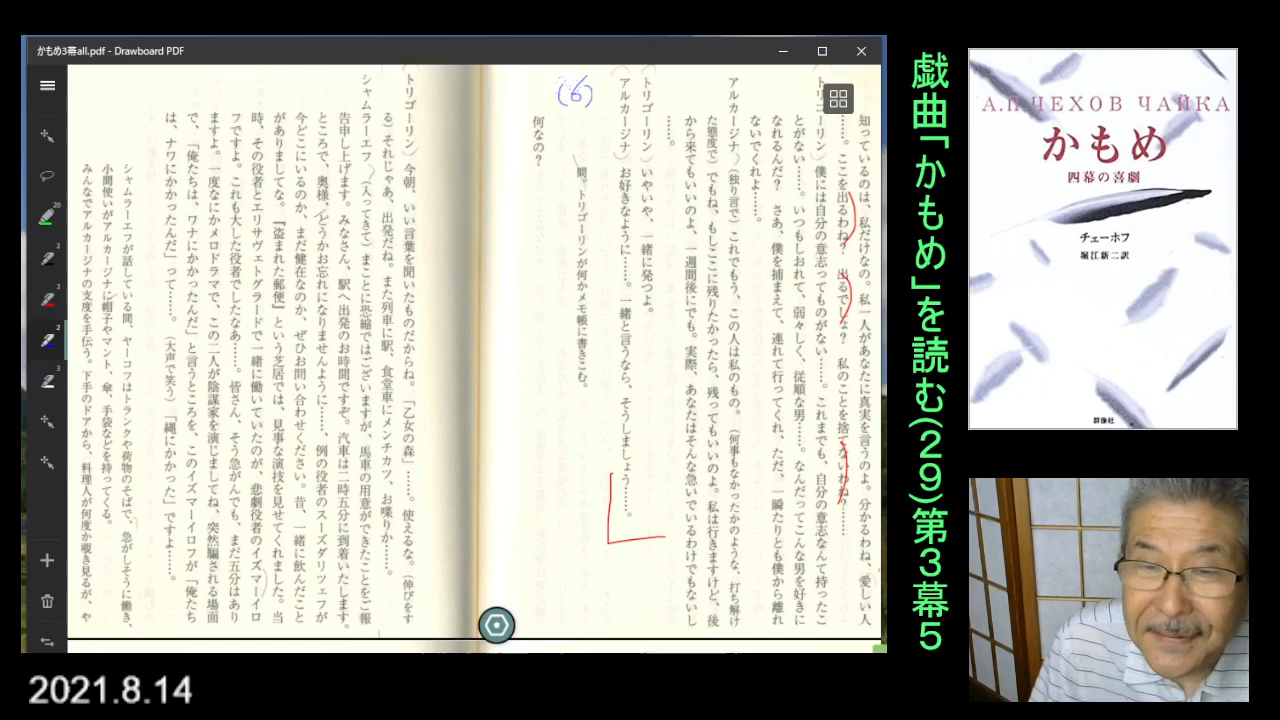 かもめ3幕all.pdf - Drawboard PDF
知っているのは、私だけなの。私一人があなたに真実を言うのよ。分かるわね、愛しい人
……。ここを出るわね? 出るでしょ? 私のことを捨てないわね……
トリゴーリン 僕には自分の意志ってものがない……。これまでも、自分の意志なんて持ったこ
とがない……。いつもしおれて、弱々しく、従順な男……。なんだってこんな男を好きに
なれるんだ? さあ、僕を捕まえて、連れて行ってくれ、ただ、一瞬たりとも僕から離れ
ないでくれよ……。
アルカージナ (独り言で)これでもう、この人は私のもの。(何事もなかったかのような、打ち解け
た態度で)でもね、もしここに残りたかったら、残ってもいいのよ。私は行きますけど、後
から来てもいいのよ、一週間後にでも。実際、あなたはそんな急いでいるわけでもないし
……。
トリゴーリン いやいや、一緒に発つよ。
アルカージナ お好きなように……。一緒と言うなら、そうしましょう……。
間。トリゴーリンが何かメモ帳に書きこむ。
(6)
何なの?
トリゴーリン 今朝、いい言葉を聞いたものだからね。「乙女の森」……。使えるな。(伸びをす
る)それじゃあ、出発だね。また列車に駅、食堂車にメンチカツ、お喋りか……。
シャムラーエフ (入ってきて)まことに恐縮ではございますが、馬車の用意ができたことをご報
告申し上げます。みなさん、駅へ出発のお時間ですぞ。汽車は二時五分に到着いたします。
ところで、奥様、どうかお忘れになりませんように……、例の役者のスーズダリツェフが
今どこにいるのか、まだ健在なのか、ぜひお問い合わせください。昔、一緒に飲んだこと
がありましてな。『盗まれた郵便』という芝居では、見事な演技を見せてくれました。当
時、その役者とエリサヴェトグラードで一緒に働いていたのが、悲劇役者のイズマーイロ
フですよ。これも大した役者でしたなあ……。皆さん、そう急がんでも、まだ五分はあり
ますよ。一度なにかメロドラマで、この二人が陰謀家を演じましてね、突然騙される場面
で、「俺たちは、ワナにかかったんだ」と言うところを、このイズマーイロフが「俺たち
は、ナワにかかったんだ」って……。(大声で笑う)「縄にかかった」ですよ……。
シャムラーエフが話している間、ヤーコフはトランクや荷物のそばで、急がしそうに働き、
小間使いがアルカージナに帽子やマント、傘、手袋などを持ってくる。
みんなでアルカージナの支度を手伝う。下手のドアから、料理人が何度か覗き見るが、や
戯曲「かもめ」を読む(29)第3幕5
А.П.ЧЕХОВ ЧАЙКА
かもめ
四幕の喜劇
チェーホフ
堀江新二訳
群像社
2021.8.14